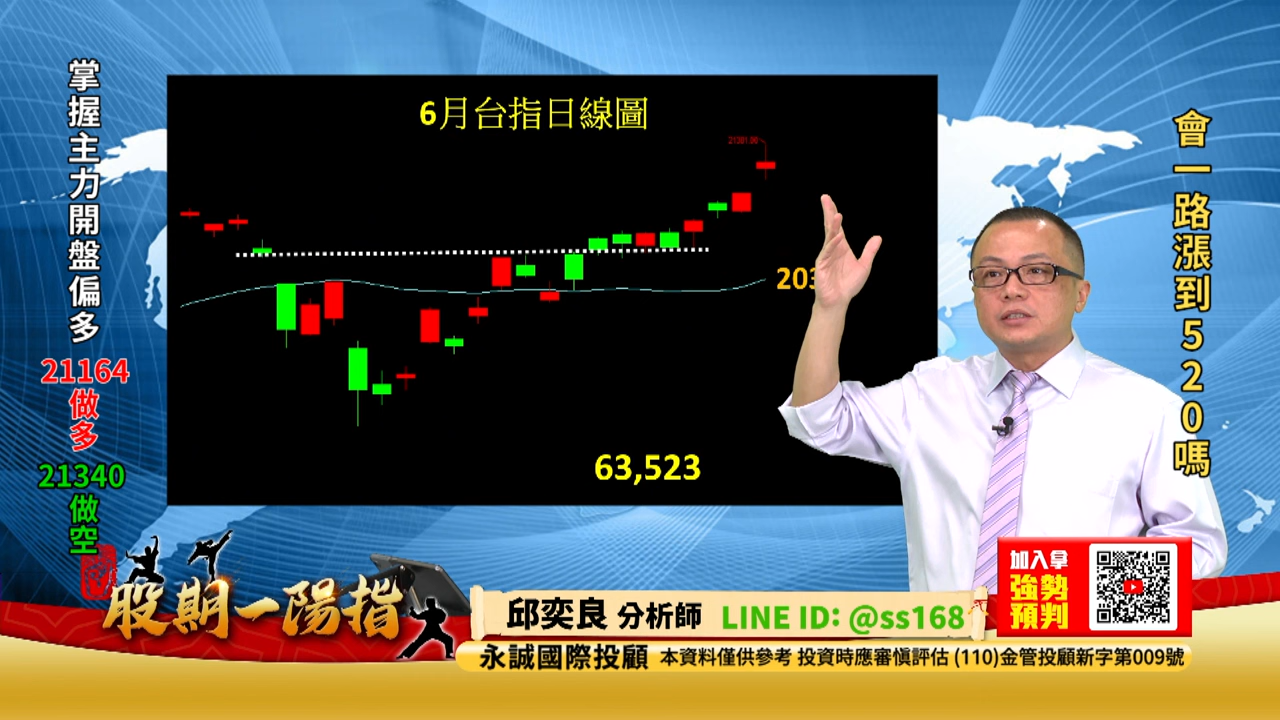 掌握主力開盤偏多
21164
做多
21340
做空
6月台指日線圖
21391.00
203
63,523
會一路漲到520嗎
加入拿
強勢
預判
股期一陽指
邱奕良 分析師 LINE ID: @ss168
永誠國際投顧 本資料僅供參考 投資時應審慎評估 (110)金管投顧新字第009號